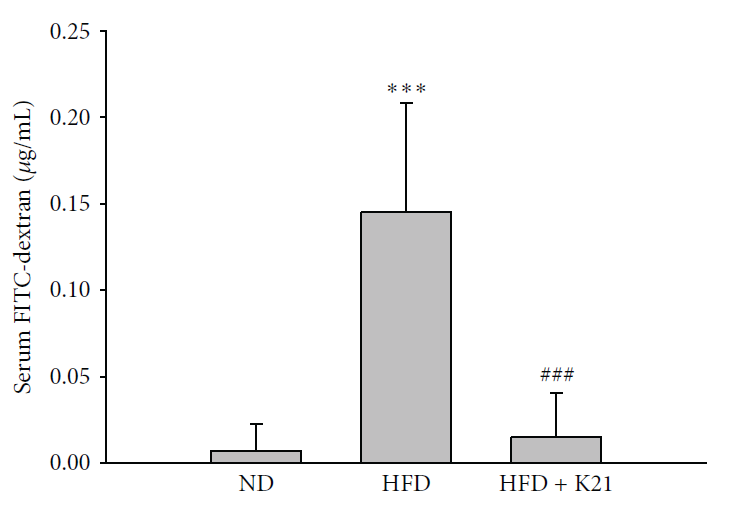 0.25
***
0.20
0.15
0.10
0.05
0.00
###
Serum FITC-dextran (μg/mL)
ND
HFD
HFD + K21